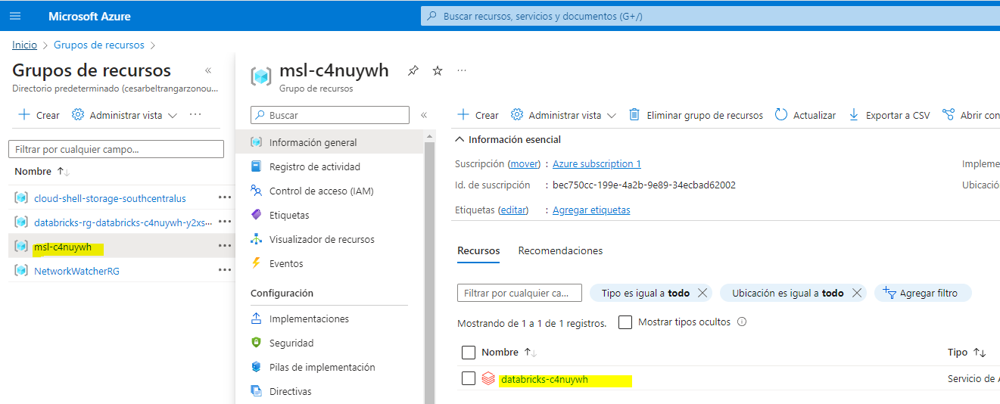 Microsoft Azure
Buscar recursos, servicios y documentos (G+/)
Inicio > Grupos de recursos >
Grupos de recursos «
Directorio predeterminado (cesarbeltrangarzonou...
+ Crear Administrar vista ...
Filtrar por cualquier campo...
Nombre ↑↓
cloud-shell-storage-southcentralus ...
databricks-rg-databricks-c4nuywh-y2xs... ...
msl-c4nuywh ...
NetworkWatcherRG ...
msl-c4nuywh ...
Grupo de recursos
Buscar «
Información general
Registro de actividad
Control de acceso (IAM)
Etiquetas
Visualizador de recursos
Eventos
Configuración
Implementaciones
Seguridad
Pilas de implementación
Directivas
+ Crear Administrar vista Eliminar grupo de recursos Actualizar Exportar a CSV Abrir con
Información esencial
Suscripción (mover) : Azure subscription 1 Impleme
Id. de suscripción : bec750cc-199e-4a2b-9e89-34ecbad62002 Ubicació
Etiquetas (editar) : Agregar etiquetas
Recursos Recomendaciones
Filtrar por cualquier ca... Tipo es igual a todo Ubicación es igual a todo Agregar filtro
Mostrando de 1 a 1 de 1 registros. Mostrar tipos ocultos
Nombre ↑↓ Tipo ↑↓
databricks-c4nuywh Servicio de A